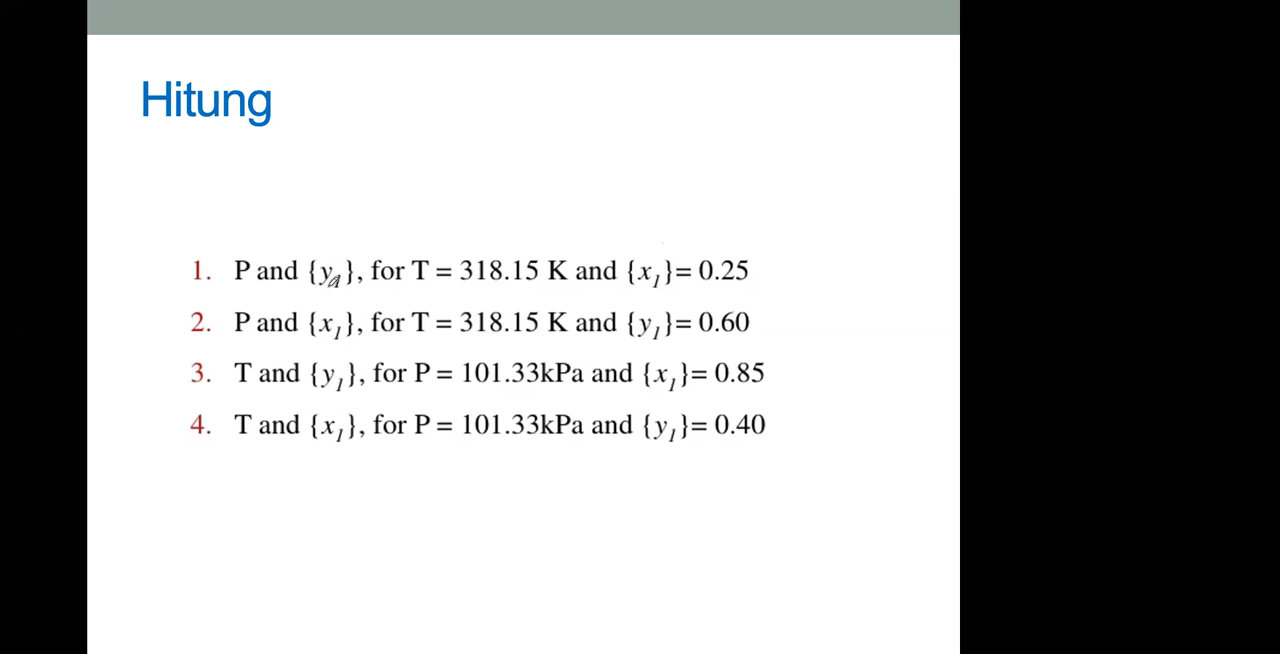 Hitung
1. P and {y₁}, for T = 318.15 K and {x₁}= 0.25
2. P and {x₁}, for T = 318.15 K and {y₁}= 0.60
3. T and {y₁}, for P = 101.33kPa and {x₁}= 0.85
4. T and {x₁}, for P = 101.33kPa and {y₁}= 0.40